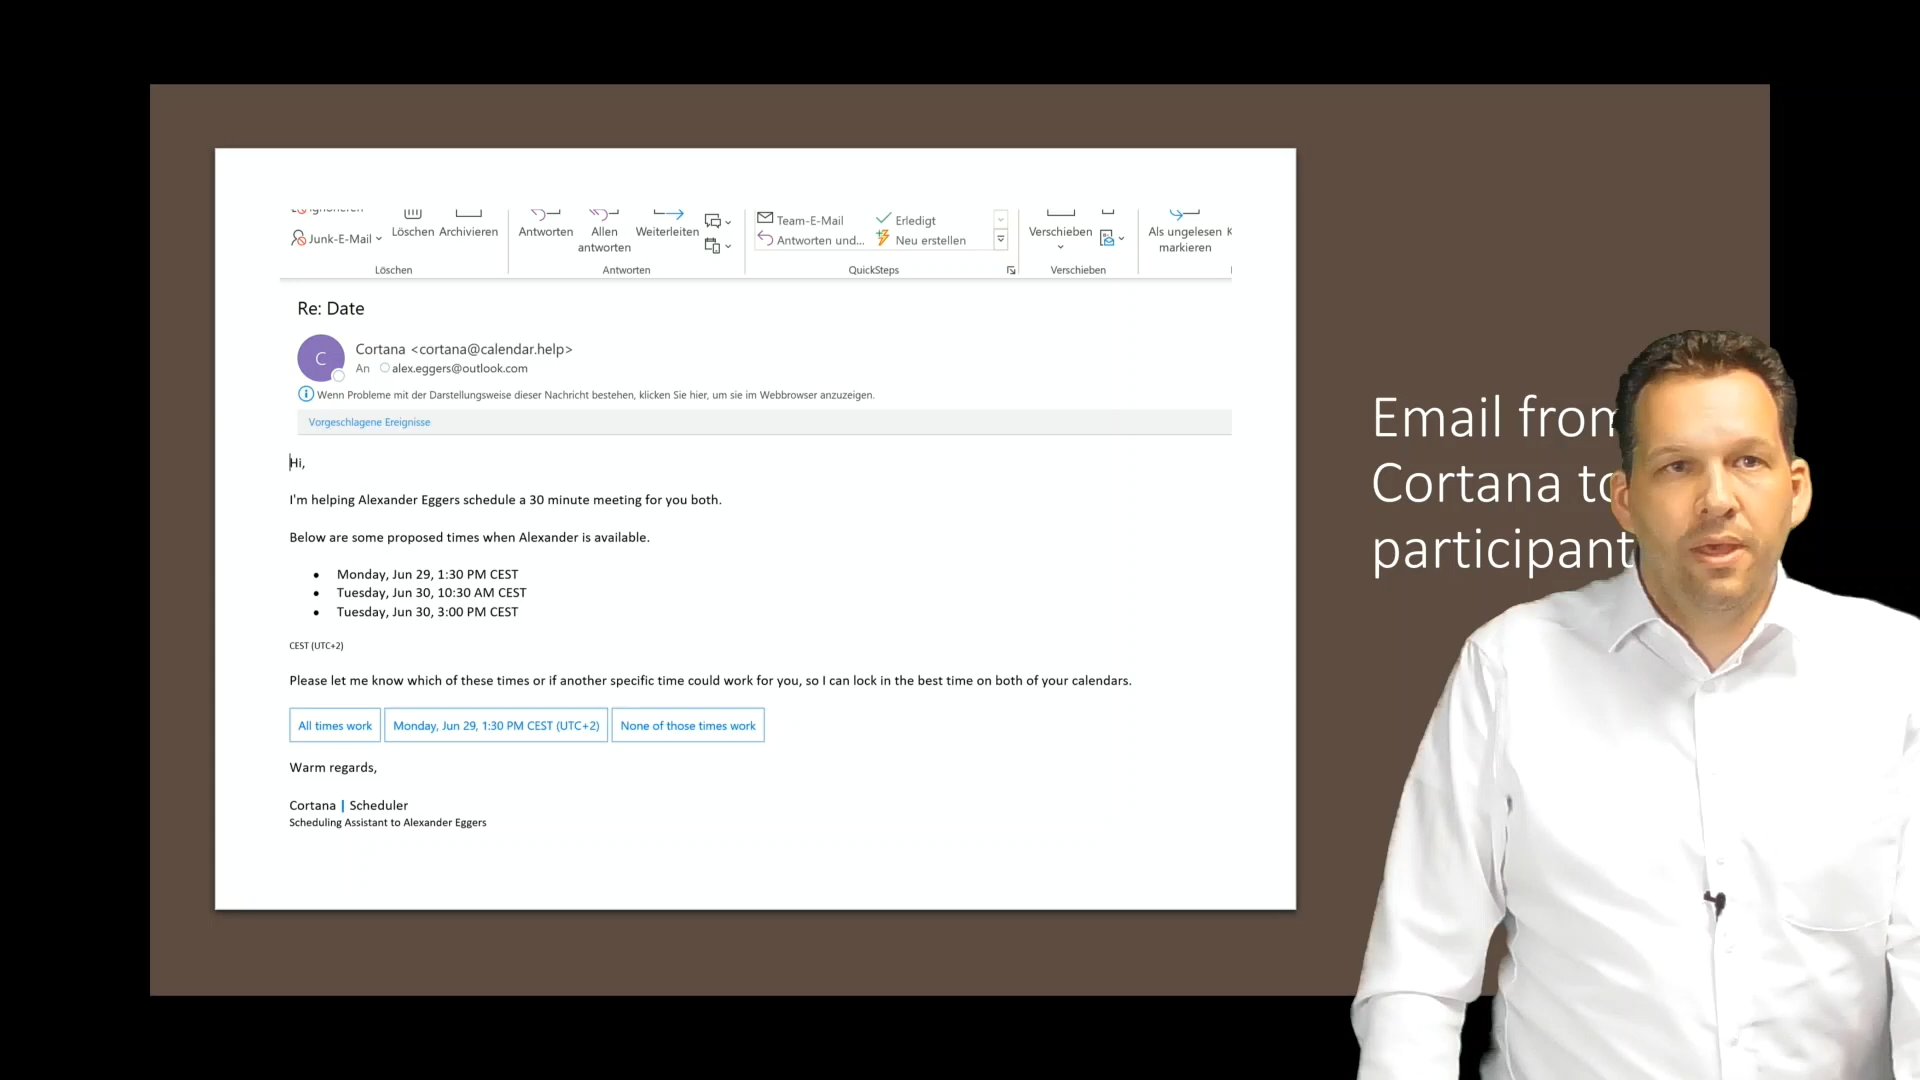 Junk-E-Mail
Löschen
Archivieren
Löschen
Antworten
Allen antworten
Weiterleiten
Antworten
Team-E-Mail
Erledigt
Antworten und...
Neu erstellen
QuickSteps
Verschieben
Verschieben
Als ungelesen markieren
Re: Date
C
Cortana <cortana@calendar.help>
An alex.eggers@outlook.com
Wenn Probleme mit der Darstellungsweise dieser Nachricht bestehen, klicken Sie hier, um sie im Webbrowser anzuzeigen.
Vorgeschlagene Ereignisse
Hi,
I'm helping Alexander Eggers schedule a 30 minute meeting for you both.
Below are some proposed times when Alexander is available.
• Monday, Jun 29, 1:30 PM CEST
• Tuesday, Jun 30, 10:30 AM CEST
• Tuesday, Jun 30, 3:00 PM CEST
CEST (UTC+2)
Please let me know which of these times or if another specific time could work for you, so I can lock in the best time on both of your calendars.
All times work
Monday, Jun 29, 1:30 PM CEST (UTC+2)
None of those times work
Warm regards,
Cortana | Scheduler
Scheduling Assistant to Alexander Eggers
Email from
Cortana to
participant